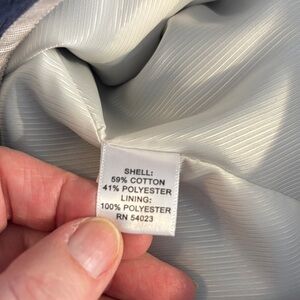 SHELL:
59% COTTON
41% POLYESTER
LINING:
100% POLYESTER
RN 54023